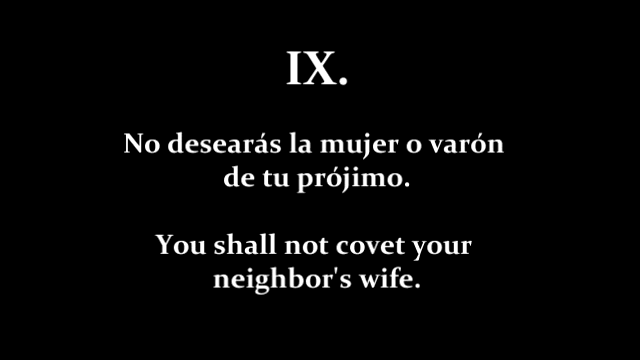 IX.
No desearás la mujer o varón
de tu prójimo.
You shall not covet your
neighbor's wife.